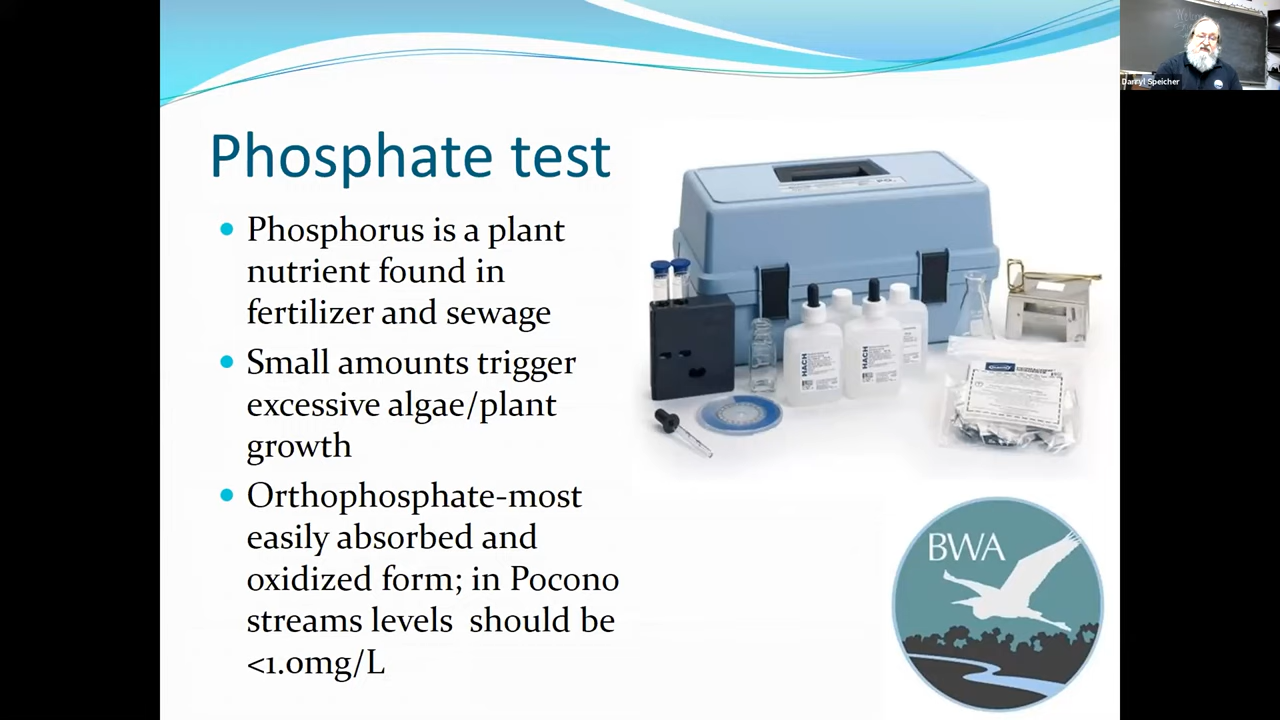 Phosphate test
Phosphorus is a plant
nutrient found in
fertilizer and sewage
Small amounts trigger
excessive algae/plant
growth
Orthophosphate-most
easily absorbed and
oxidized form; in Pocono
streams levels should be
<1.0mg/L
HACH
HACH
BWA
Darryl Speicher